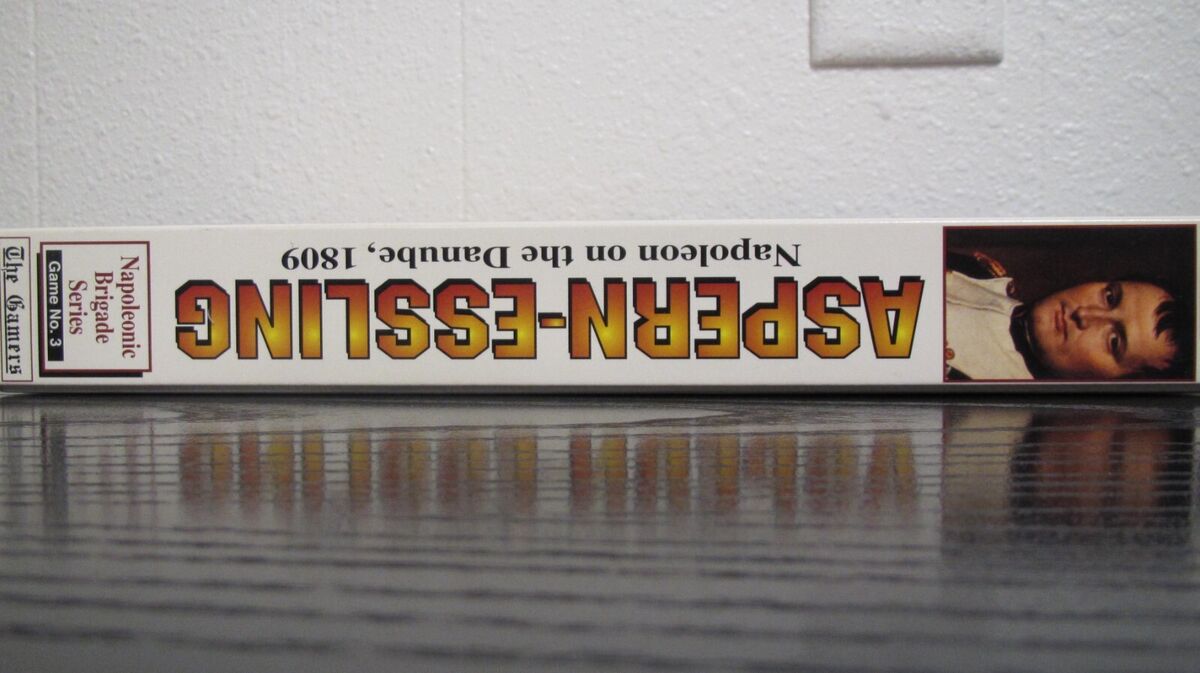 ASPERN-ESSLING
Napoleon on the Danube, 1809
Napoleonic
Brigade
Series
Game No. 3
The Gamers